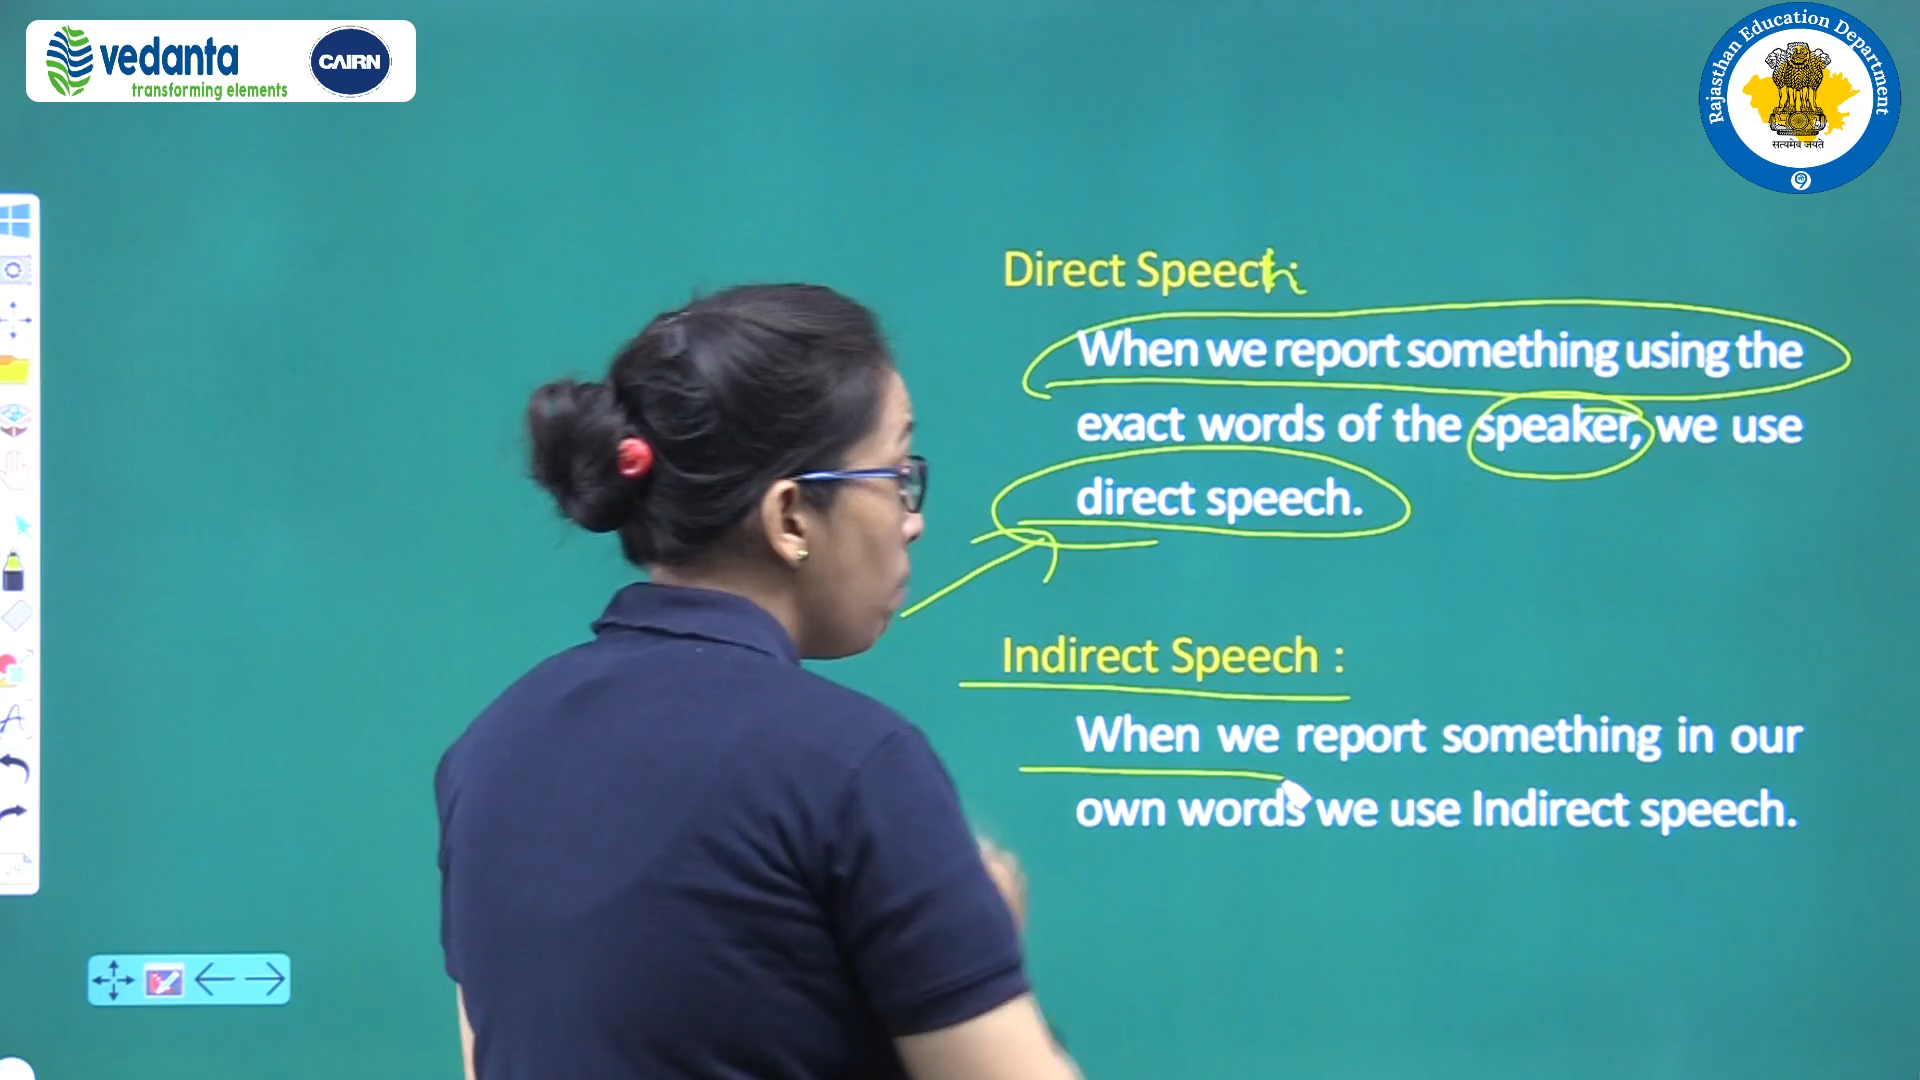 vedanta
transforming elements
CAIRN
Rajasthan Education Department
सत्यमेव जयते
Direct Speech
When we report something using the
exact words of the speaker, we use
direct speech.
Indirect Speech :
When we report something in our
own words we use Indirect speech.